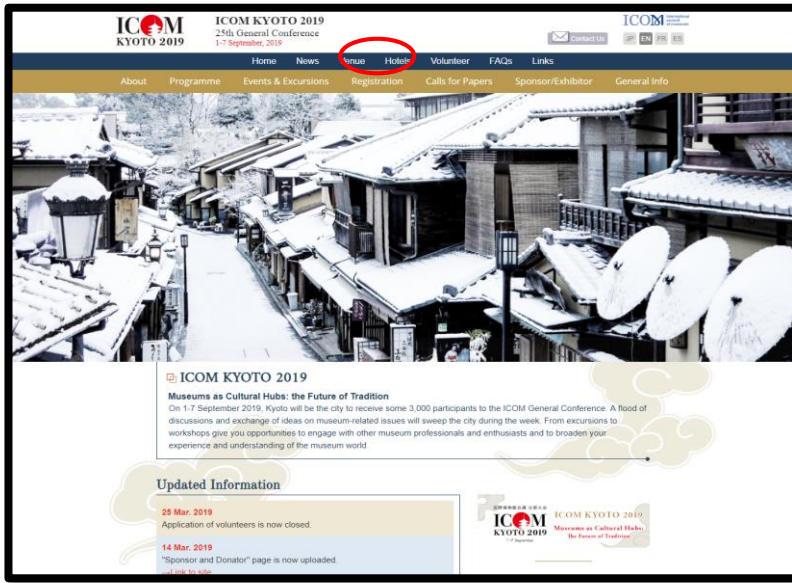 ICOM
KYOTO 2019
ICOM KYOTO 2019
25th General Conference
1-7 September, 2019
Contact Us
ICOM
JP EN FR ES
Home News Venue Hotels Volunteer FAQs Links
About Programme Events & Excursions Registration Calls for Papers Sponsor/Exhibitor General Info
ICOM KYOTO 2019
Museums as Cultural Hubs: the Future of Tradition
On 1-7 September 2019, Kyoto will be the city to receive some 3,000 participants to the ICOM General Conference. A flood of
discussions and exchange of ideas on museum-related issues will sweep the city during the week. From excursions to
workshops give you opportunities to engage with other museum professionals and enthusiasts and to broaden your
experience and understanding of the museum world.
Updated Information
25 Mar. 2019
Application of volunteers is now closed.
14 Mar. 2019
"Sponsor and Donator" page is now uploaded.
Link to site
ICOM
KYOTO 2019
1-7 September
ICOM KYOTO 2019
Museums as Cultural Hubs:
The Future of Tradition